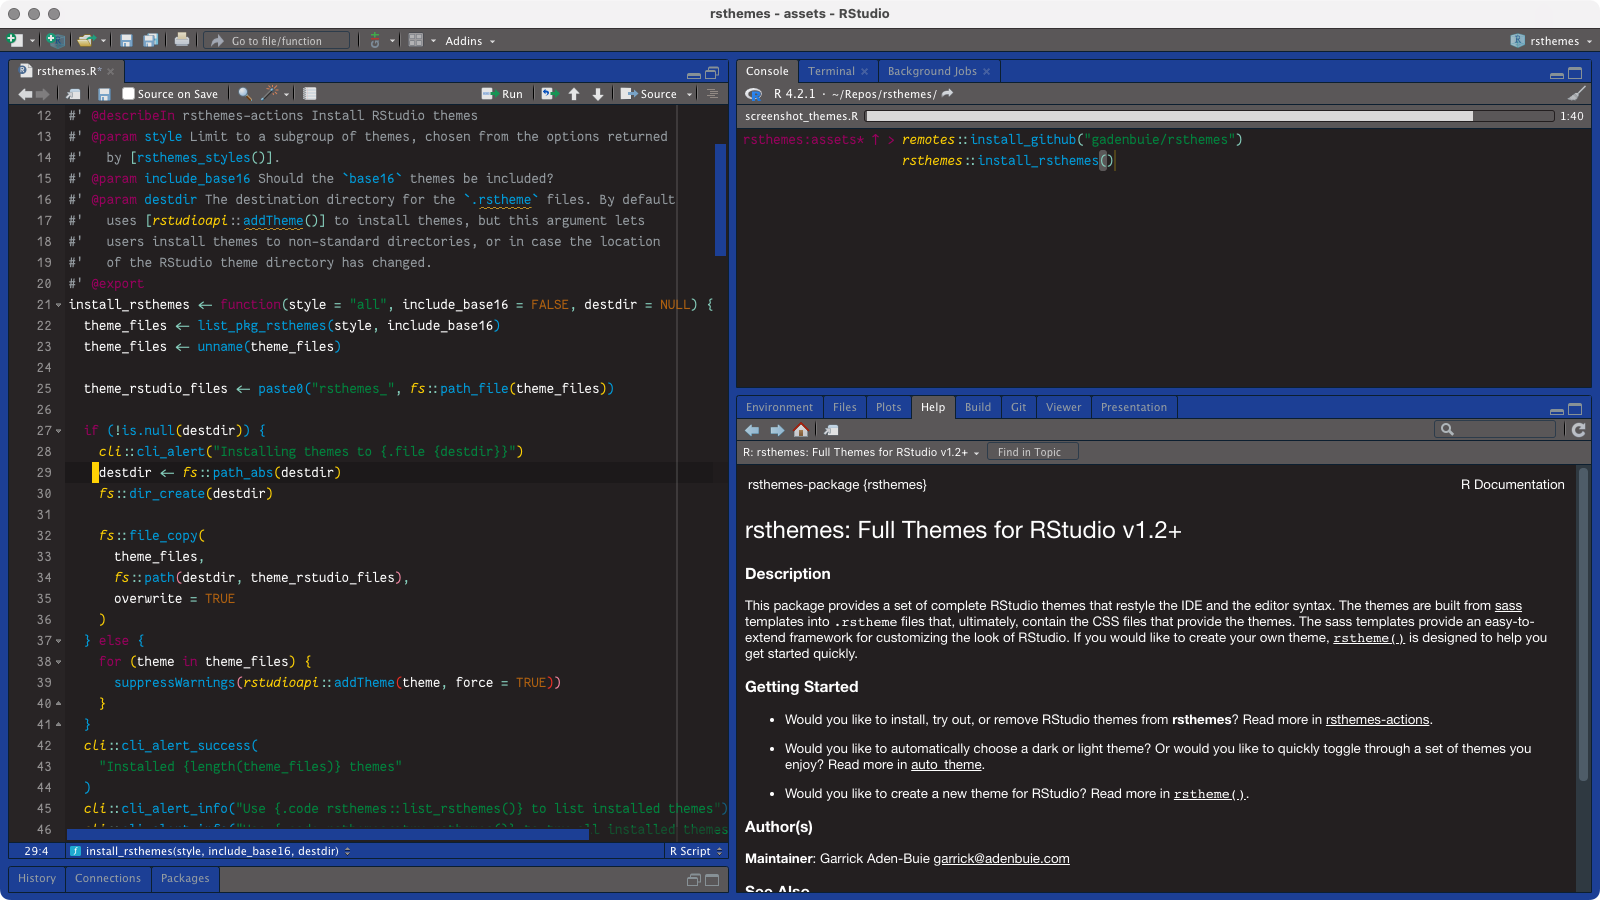 rsthemes - assets - RStudio
Go to file/function
Addins
rsthemes
rsthemes.R*
Source on Save
Run
Source
12 #' @describeIn rsthemes-actions Install RStudio themes
13 #' @param style Limit to a subgroup of themes, chosen from the options returned
14 #'   by [rsthemes_styles()].
15 #' @param include_base16 Should the `base16` themes be included?
16 #' @param destdir The destination directory for the `.rstheme` files. By default
17 #'   uses [rstudioapi::addTheme()] to install themes, but this argument lets
18 #'   users install themes to non-standard directories, or in case the location
19 #'   of the RStudio theme directory has changed.
20 #' @export
21 install_rsthemes <- function(style = "all", include_base16 = FALSE, destdir = NULL) {
22   theme_files <- list_pkg_rsthemes(style, include_base16)
23   theme_files <- unname(theme_files)
24
25   theme_rstudio_files <- paste0("rsthemes_", fs::path_file(theme_files))
26
27   if (!is.null(destdir)) {
28     cli::cli_alert("Installing themes to {.file {destdir}}")
29     destdir <- fs::path_abs(destdir)
30     fs::dir_create(destdir)
31
32     fs::file_copy(
33       theme_files,
34       fs::path(destdir, theme_rstudio_files),
35       overwrite = TRUE
36     )
37   } else {
38     for (theme in theme_files) {
39       suppressWarnings(rstudioapi::addTheme(theme, force = TRUE))
40     }
41   }
42   cli::cli_alert_success(
43     "Installed {length(theme_files)} themes"
44   )
45   cli::cli_alert_info("Use {.code rsthemes::list_rsthemes()} to list installed themes")
46
29:4 install_rsthemes(style, include_base16, destdir) R Script
History Connections Packages
Console Terminal Background Jobs
R 4.2.1 · ~/Repos/rsthemes/
screenshot_themes.R 1:40
rsthemes:assets* ↑ > remotes::install_github("gadenbuie/rsthemes")
rsthemes::install_rsthemes()
Environment Files Plots Help Build Git Viewer Presentation
R: rsthemes: Full Themes for RStudio v1.2+ Find in Topic
rsthemes-package {rsthemes} R Documentation
rsthemes: Full Themes for RStudio v1.2+
Description
This package provides a set of complete RStudio themes that restyle the IDE and the editor syntax. The themes are built from sass
templates into .rstheme files that, ultimately, contain the CSS files that provide the themes. The sass templates provide an easy-to-
extend framework for customizing the look of RStudio. If you would like to create your own theme, rstheme() is designed to help you
get started quickly.
Getting Started
• Would you like to install, try out, or remove RStudio themes from rsthemes? Read more in rsthemes-actions.
• Would you like to automatically choose a dark or light theme? Or would you like to quickly toggle through a set of themes you
enjoy? Read more in auto_theme.
• Would you like to create a new theme for RStudio? Read more in rstheme().
Author(s)
Maintainer: Garrick Aden-Buie garrick@adenbuie.com
See Also